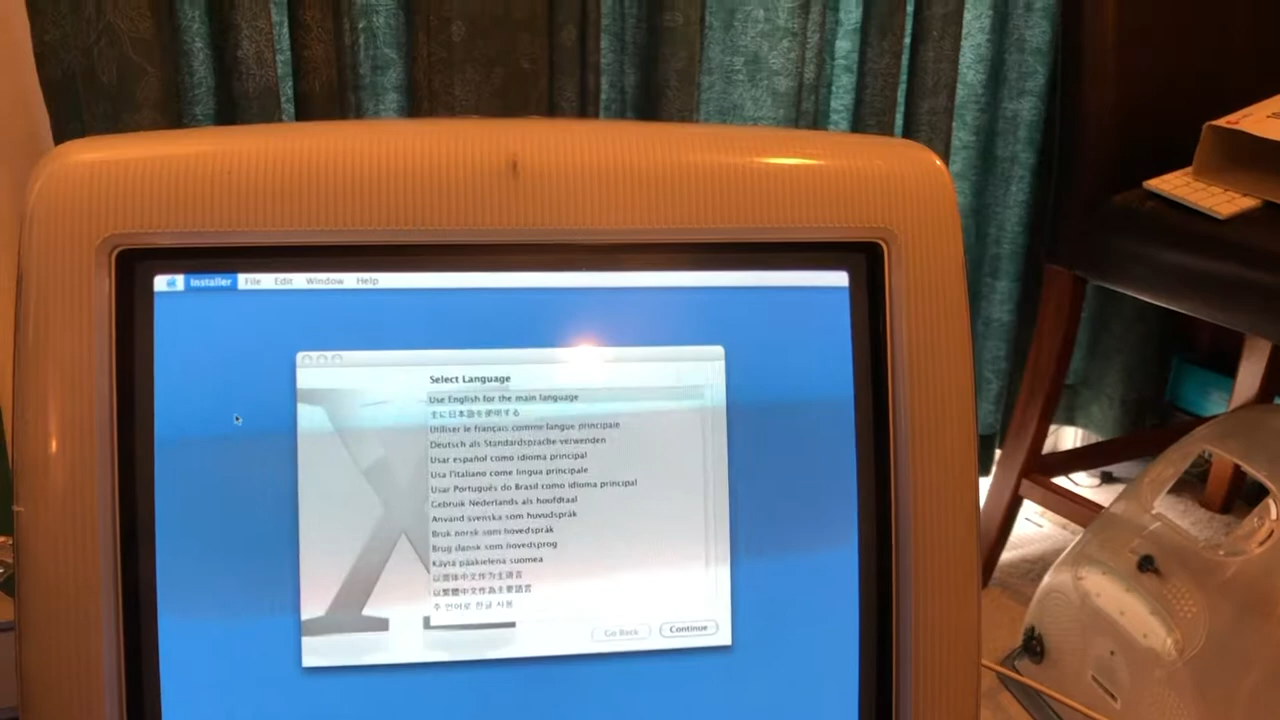 Installer File Edit Window Help
Select Language
Use English for the main language
主に日本語を使用する
Utiliser le français comme langue principale
Deutsch als Standardsprache verwenden
Usar español como idioma principal
Usa l'italiano come lingua principale
Usar Português do Brasil como idioma principal
Gebruik Nederlands als hoofdtaal
Använd svenska som huvudspråk
Bruk norsk som hovedspråk
Brug dansk som hovedsprog
Käytä pääkielenä suomea
以简体中文作为主语言
以繁體中文作為主要語言
주 언어로 한글 사용
Go Back Continue